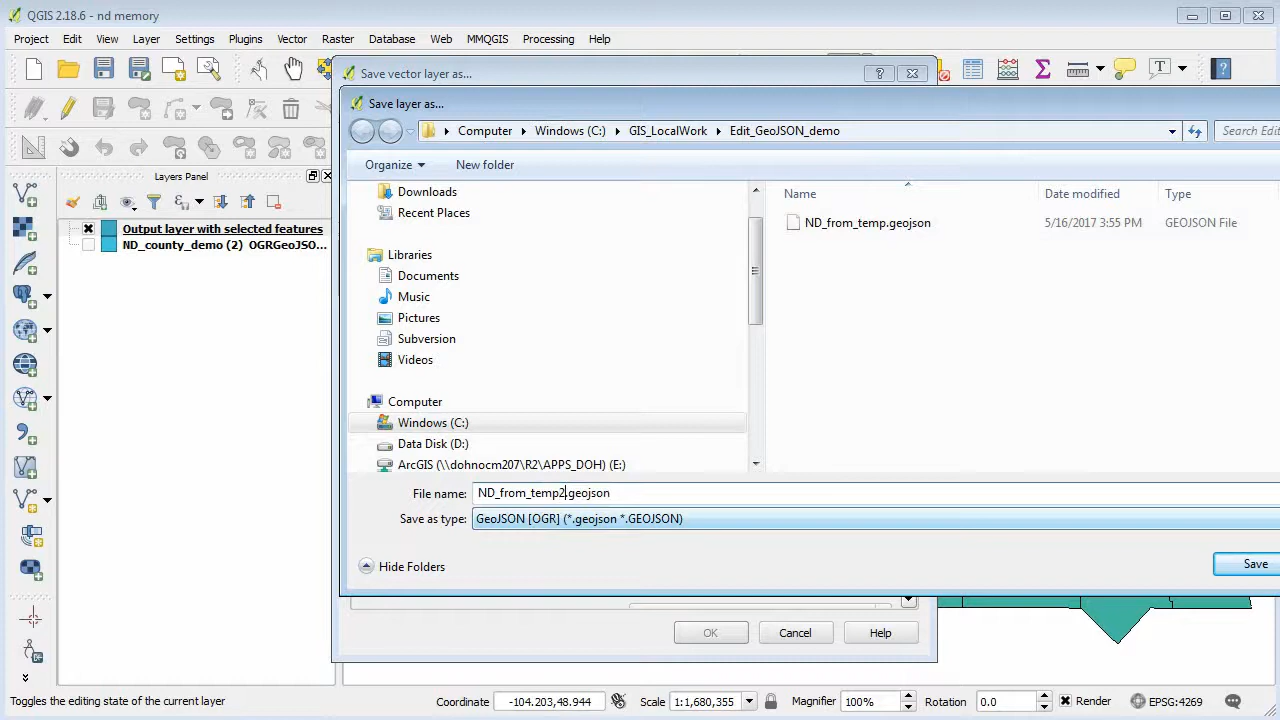 QGIS 2.18.6 - nd memory
Project Edit View Layer Settings Plugins Vector Raster Database Web MMQGIS Processing Help
Save vector layer as...
Save layer as...
Computer Windows (C:) GIS_LocalWork Edit_GeoJSON_demo Search Edit
Organize New folder
Layers Panel
Output layer with selected features
ND_county_demo (2) OGRGeoJSO...
Downloads
Recent Places
Libraries
Documents
Music
Pictures
Subversion
Videos
Computer
Windows (C:)
Data Disk (D:)
ArcGIS (\\dohnocm207\R2\APPS_DOH) (E:)
Name Date modified Type
ND_from_temp.geojson 5/16/2017 3:55 PM GEOJSON File
File name: ND_from_temp2.geojson
Save as type: GeoJSON [OGR] (*.geojson *.GEOJSON)
Hide Folders Save
OK Cancel Help
Toggles the editing state of the current layer Coordinate -104.203,48.944 Scale 1:1,680,355 Magnifier 100% Rotation 0.0 Render EPSG:4269